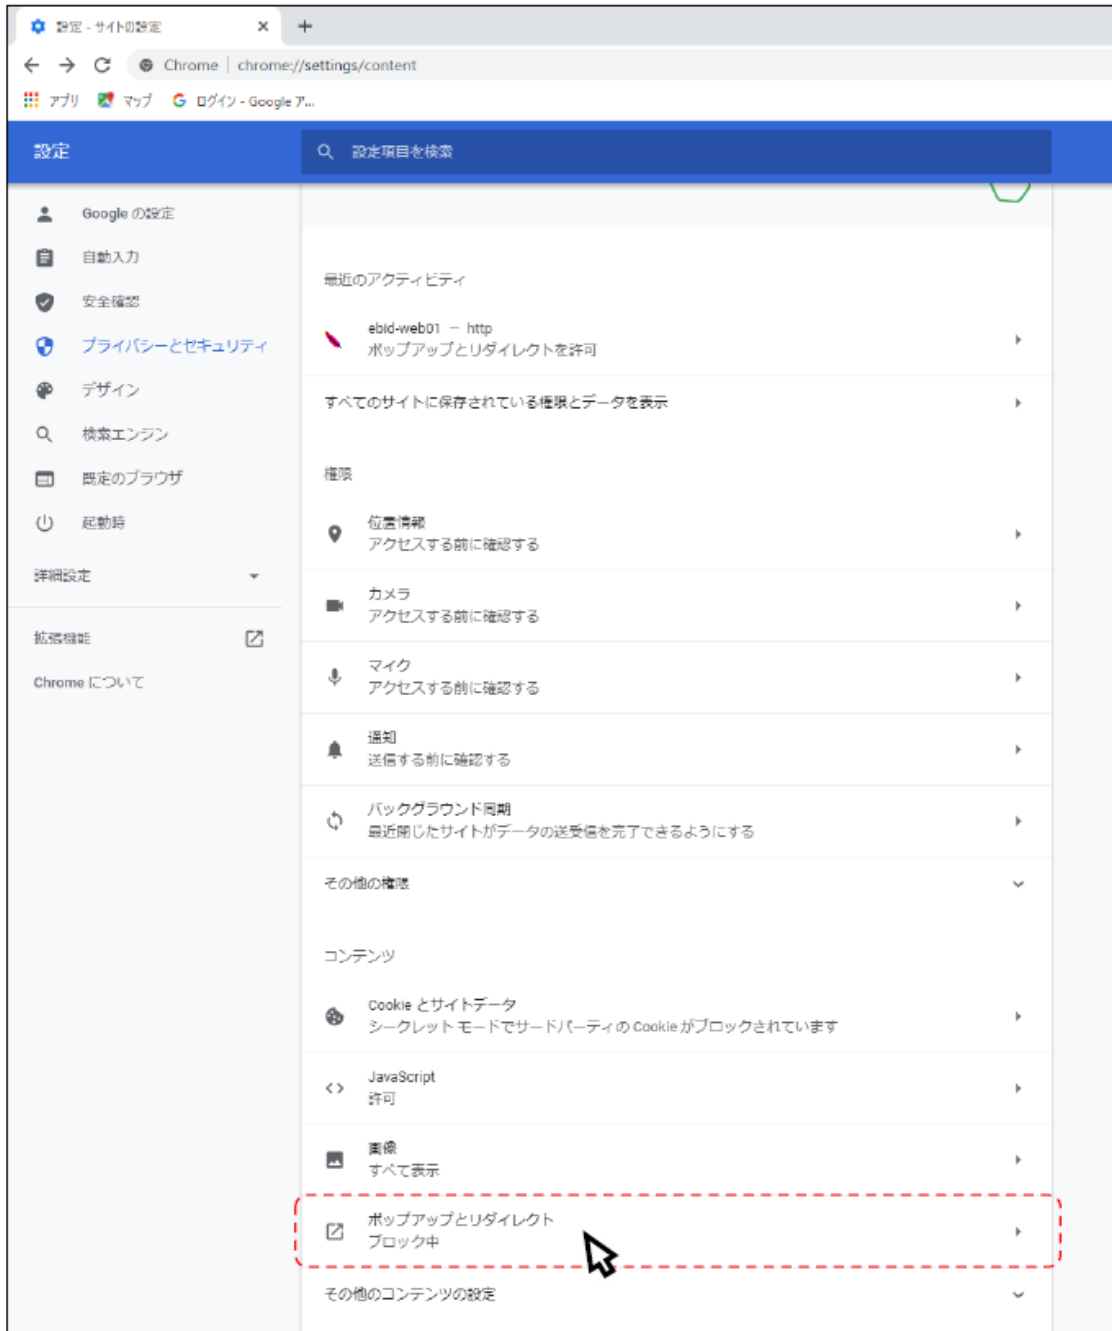 設定 - サイトの設定
Chrome | chrome://settings/content
アプリ マップ ログイン - Google ア...
設定
設定項目を検索
Google の設定
自動入力
安全確認
プライバシーとセキュリティ
デザイン
検索エンジン
既定のブラウザ
起動時
詳細設定
拡張機能
Chrome について
最近のアクティビティ
ebid-web01 － http
ポップアップとリダイレクトを許可
すべてのサイトに保存されている権限とデータを表示
権限
位置情報
アクセスする前に確認する
カメラ
アクセスする前に確認する
マイク
アクセスする前に確認する
通知
送信する前に確認する
バックグラウンド同期
最近閉じたサイトがデータの送受信を完了できるようにする
その他の権限
コンテンツ
Cookie とサイトデータ
シークレット モードでサードパーティの Cookie がブロックされています
JavaScript
許可
画像
すべて表示
ポップアップとリダイレクト
ブロック中
その他のコンテンツの設定